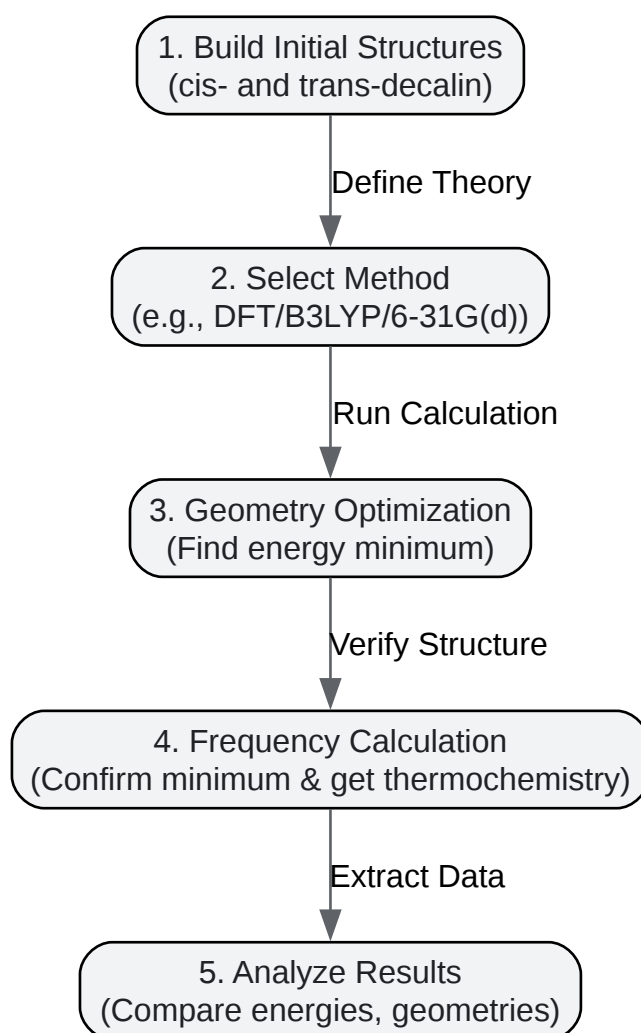 1. Build Initial Structures
(cis- and trans-decalin)
Define Theory
2. Select Method
(e.g., DFT/B3LYP/6-31G(d))
Run Calculation
3. Geometry Optimization
(Find energy minimum)
Verify Structure
4. Frequency Calculation
(Confirm minimum & get thermochemistry)
Extract Data
5. Analyze Results
(Compare energies, geometries)